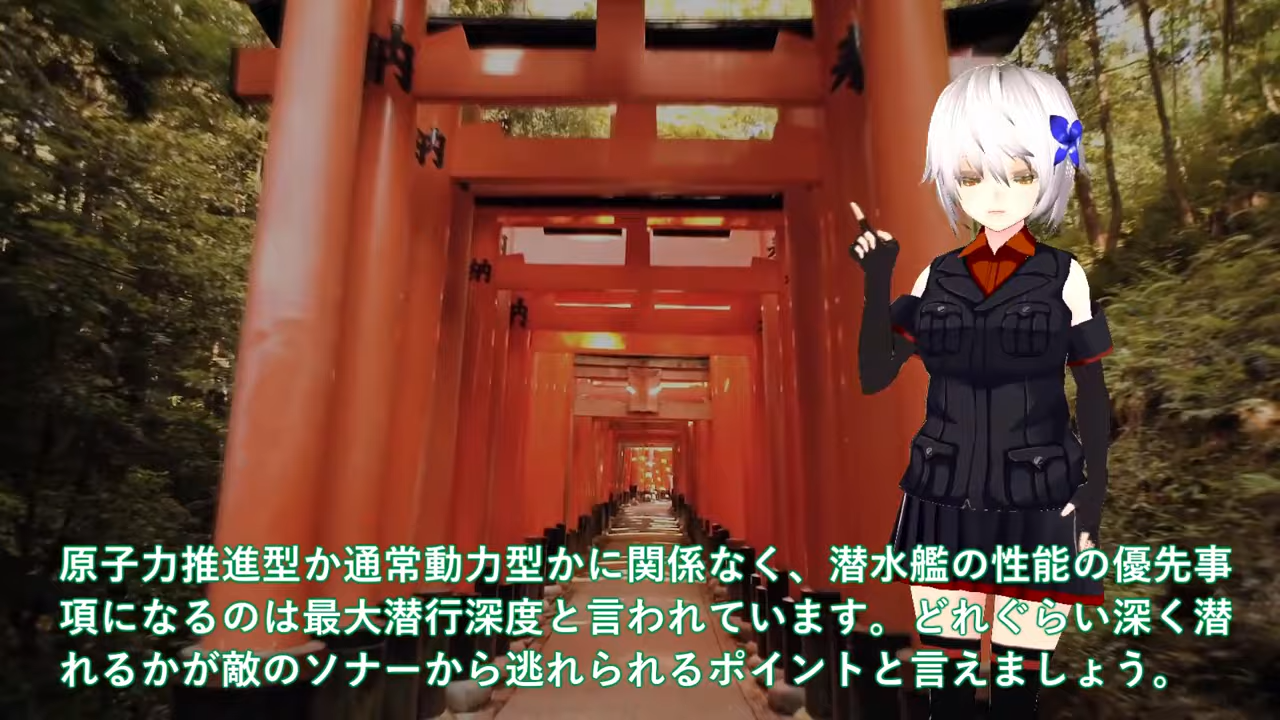 納
納
納
内
原子力推進型か通常動力型かに関係なく、潜水艦の性能の優先事
項になるのは最大潜行深度と言われています。どれぐらい深く潜
れるかが敵のソナーから逃れられるポイントと言えましょう。